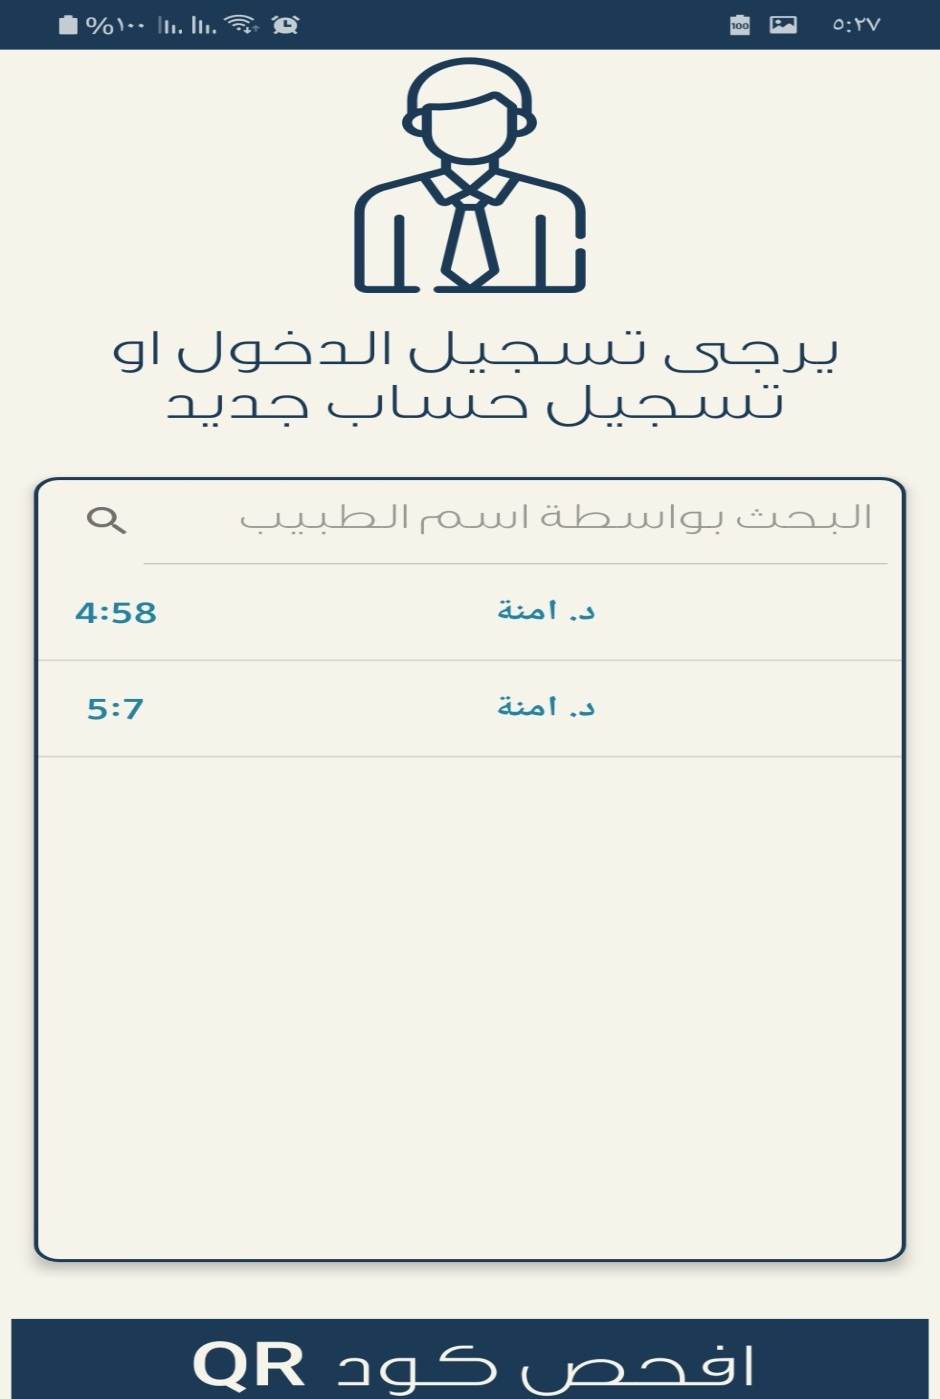 ٥:٢٧
100
%١٠٠
يرجى تسجيل الدخول او
تسجيل حساب جديد
البحث بواسطة اسم الطبيب
د. امنة 4:58
د. امنة 5:7
افحص كود QR